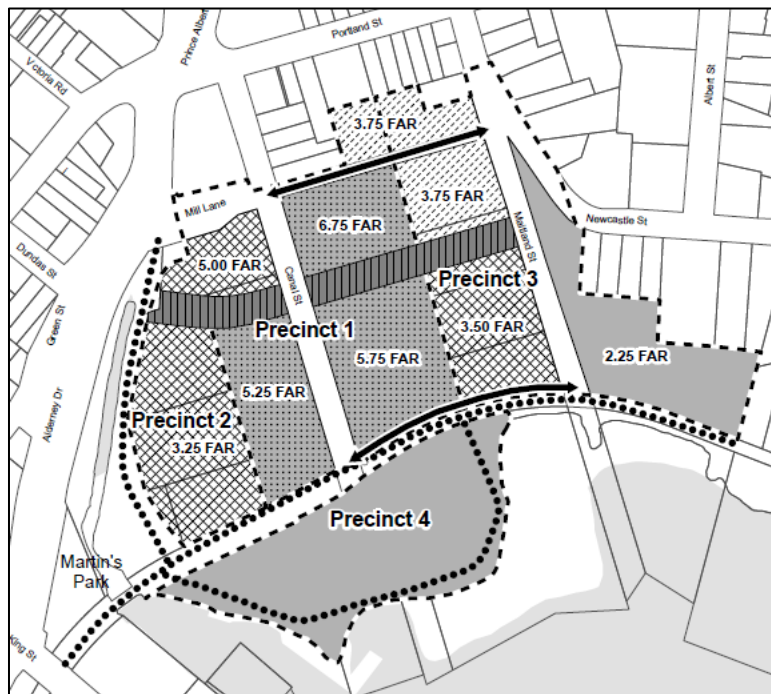 Portland St
Prince Albert
Victoria Rd
Albert St
3.75 FAR
3.75 FAR
Mill Lane
6.75 FAR
Newcastle St
Maitland St
Dundas St
5.00 FAR
Canal St
Precinct 3
Green St
Precinct 1
3.50 FAR
5.75 FAR
2.25 FAR
5.25 FAR
Alderney Dr
Precinct 2
3.25 FAR
Precinct 4
Martin's
Park
King St